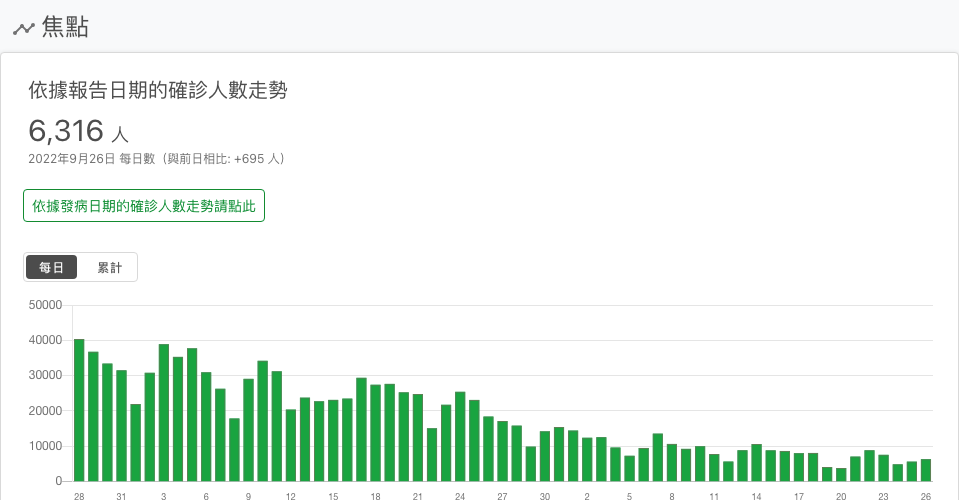 焦點
依據報告日期的確診人數走勢
6,316 人
2022年9月26日 每日數（與前日相比: +695 人）
依據發病日期的確診人數走勢請點此
每日 累計
50000
40000
30000
20000
10000
0
28 31 3 6 9 12 15 18 21 24 27 30 2 5 8 11 14 17 20 23 26